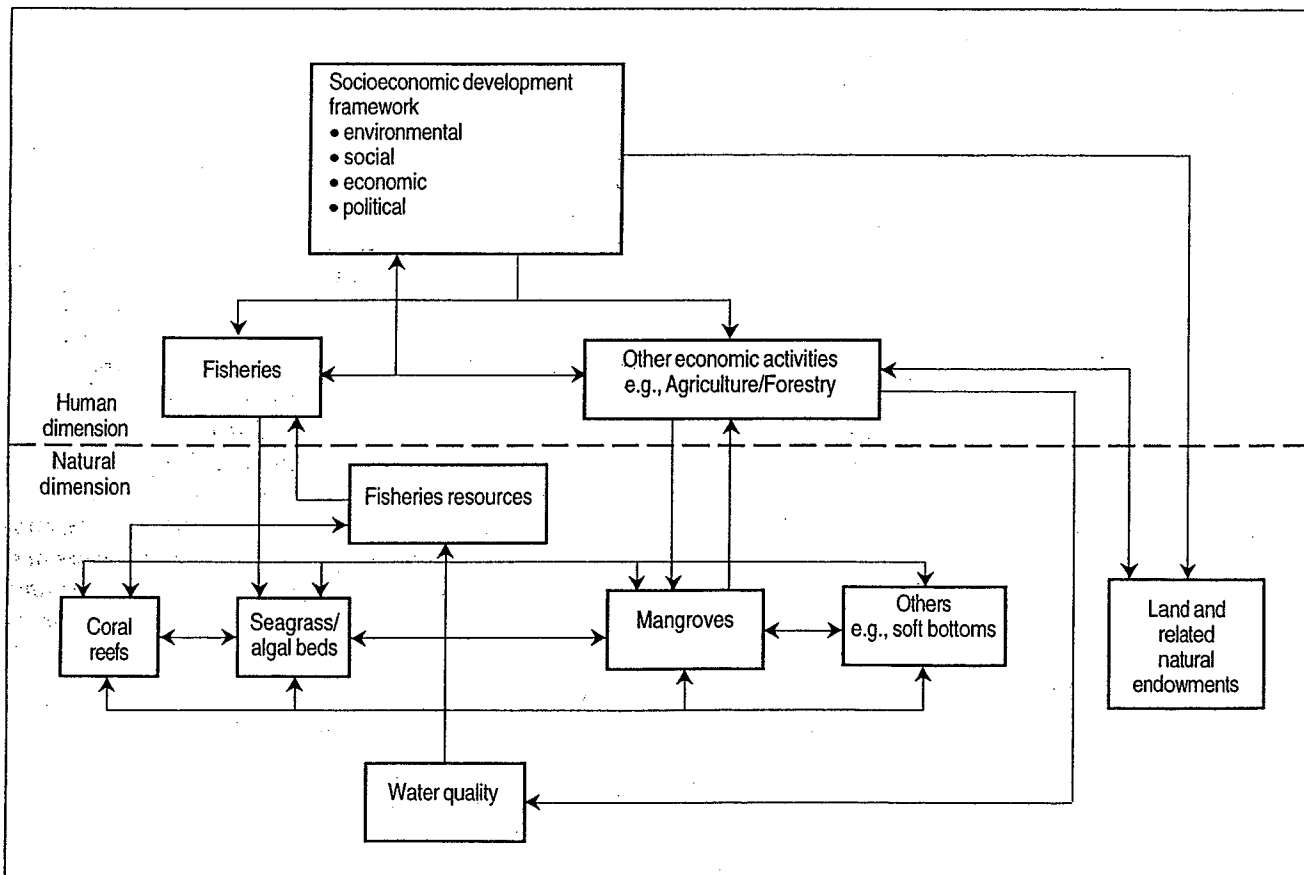 Socioeconomic development
framework
• environmental
• social
• economic
• political
Fisheries
Other economic activities
e.g., Agriculture/Forestry
Human
dimension
Natural
dimension
Fisheries resources
Coral
reefs
Seagrass/
algal beds
Mangroves
Others
e.g., soft bottoms
Land and
related
natural
endowments
Water quality